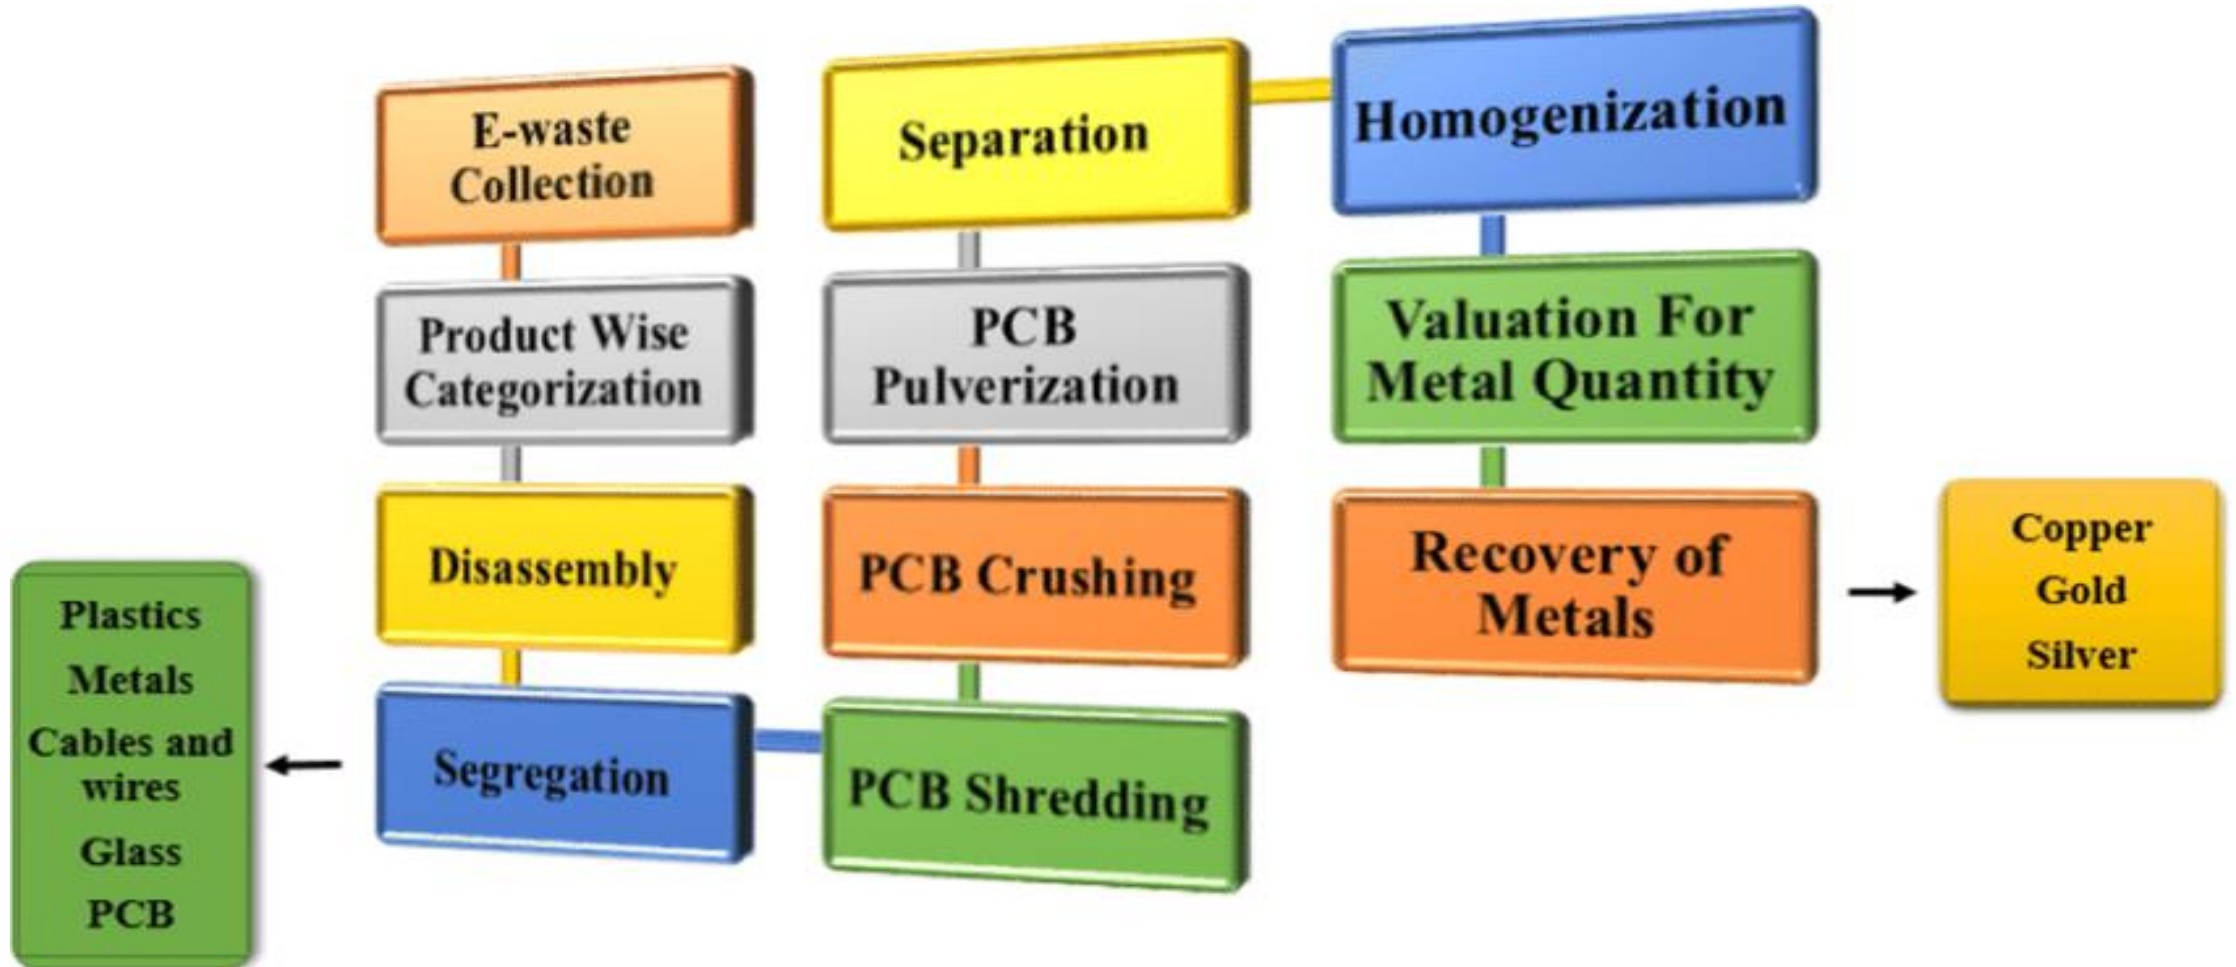 E-waste
Collection
Product Wise
Categorization
Disassembly
Segregation
Plastics
Metals
Cables and
wires
Glass
PCB
PCB Shredding
PCB Crushing
PCB
Pulverization
Separation
Homogenization
Valuation For
Metal Quantity
Recovery of
Metals
Copper
Gold
Silver